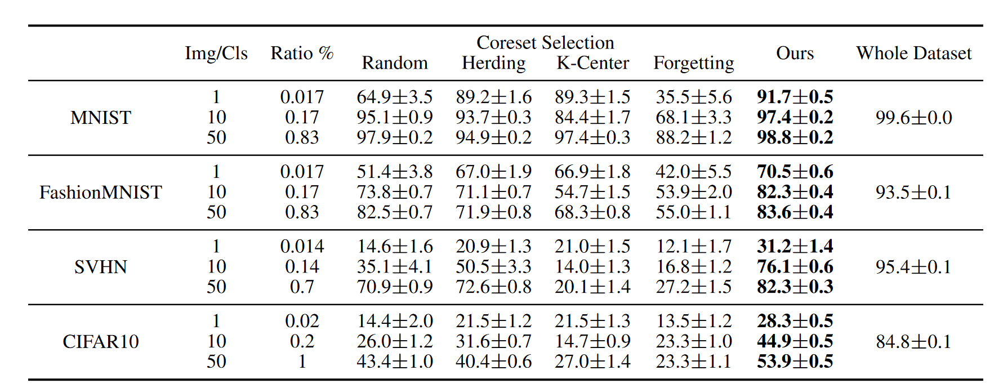 Img/Cls Ratio % Coreset Selection Ours Whole Dataset
Random Herding K-Center Forgetting
MNIST 1 0.017 64.9±3.5 89.2±1.6 89.3±1.5 35.5±5.6 91.7±0.5 99.6±0.0
10 0.17 95.1±0.9 93.7±0.3 84.4±1.7 68.1±3.3 97.4±0.2
50 0.83 97.9±0.2 94.9±0.2 97.4±0.3 88.2±1.2 98.8±0.2
FashionMNIST 1 0.017 51.4±3.8 67.0±1.9 66.9±1.8 42.0±5.5 70.5±0.6 93.5±0.1
10 0.17 73.8±0.7 71.1±0.7 54.7±1.5 53.9±2.0 82.3±0.4
50 0.83 82.5±0.7 71.9±0.8 68.3±0.8 55.0±1.1 83.6±0.4
SVHN 1 0.014 14.6±1.6 20.9±1.3 21.0±1.5 12.1±1.7 31.2±1.4 95.4±0.1
10 0.14 35.1±4.1 50.5±3.3 14.0±1.3 16.8±1.2 76.1±0.6
50 0.7 70.9±0.9 72.6±0.8 20.1±1.4 27.2±1.5 82.3±0.3
CIFAR10 1 0.02 14.4±2.0 21.5±1.2 21.5±1.3 13.5±1.2 28.3±0.5 84.8±0.1
10 0.2 26.0±1.2 31.6±0.7 14.7±0.9 23.3±1.0 44.9±0.5
50 1 43.4±1.0 40.4±0.6 27.0±1.4 23.3±1.1 53.9±0.5